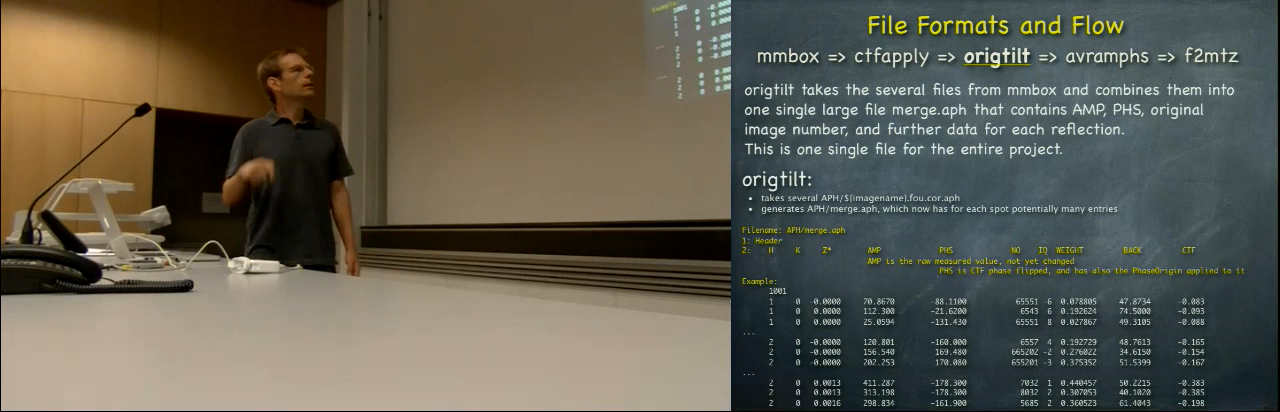 File Formats and Flow
mmbox => ctfapply => origtilt => avramphs => f2mtz
origtilt takes the several files from mmbox and combines them into
one single large file merge.aph that contains AMP, PHS, original
image number, and further data for each reflection.
This is one single file for the entire project.
origtilt:
• takes several APH/${imagename}.fou.cor.aph
• generates APH/merge.aph, which now has for each spot potentially many entries
Filename: APH/merge.aph
1: Header
2: H K Z* AMP PHS NO IQ WEIGHT BACK CTF
AMP is the raw measured value, not yet changed
PHS is CTF phase flipped, and has also the PhaseOrigin applied to it
Example:
1001
1 0 -0.0000 70.8670 -88.1100 65551 -6 0.078805 47.8734 -0.083
1 0 0.0000 112.300 -21.6200 6543 6 0.192624 74.5000 -0.093
1 0 0.0000 25.0594 -131.430 65551 8 0.027867 49.3105 -0.088
...
2 0 -0.0000 120.801 -160.000 6557 4 0.192729 48.7613 -0.165
2 0 -0.0000 156.540 169.480 665202 -2 0.276022 34.6150 -0.154
2 0 -0.0000 202.253 170.080 655201 -3 0.375352 51.5399 -0.167
...
2 0 0.0013 411.287 -178.300 7032 1 0.440457 50.2215 -0.383
2 0 0.0013 313.198 -178.300 8032 2 0.307053 40.1020 -0.385
2 0 0.0016 298.834 -161.900 5685 2 0.360523 61.4043 -0.198